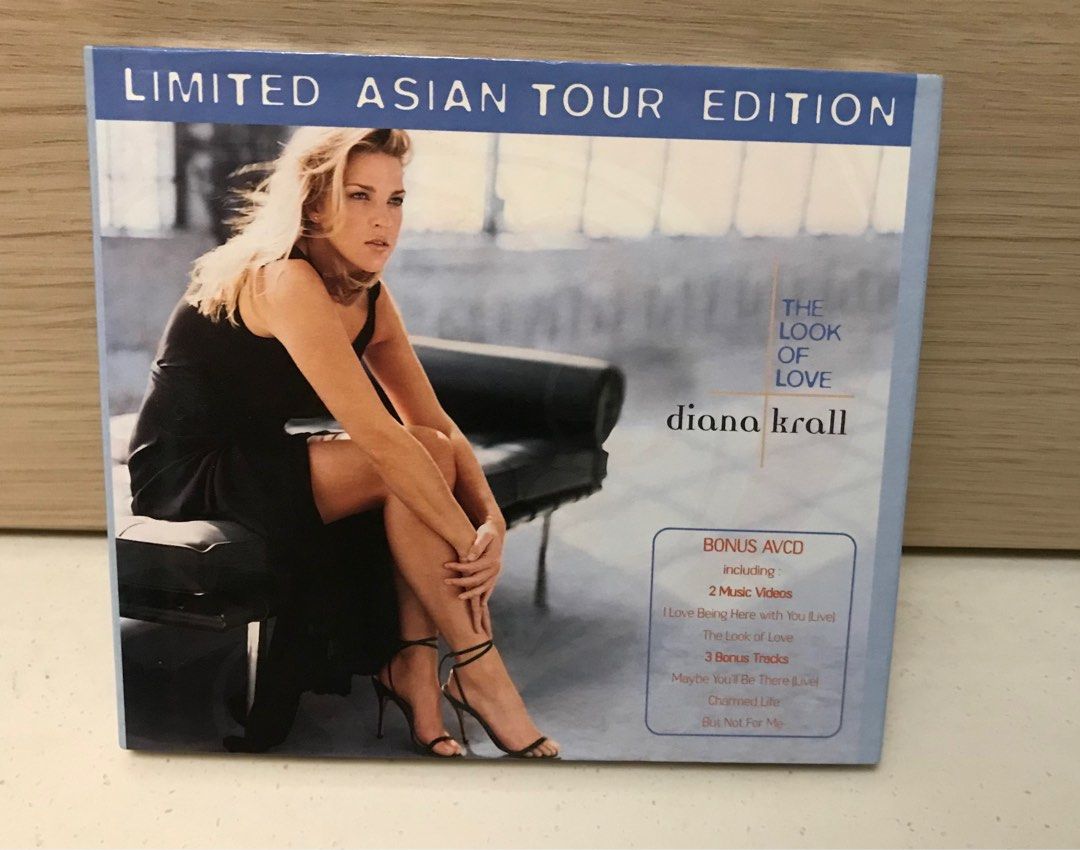 LIMITED ASIAN TOUR EDITION
THE
LOOK
OF
LOVE
diana krall
BONUS AVCD
including :
2 Music Videos
I Love Being Here with You (Live)
The Look of Love
3 Bonus Tracks
Maybe You'll Be There (Live)
Charmed Life
But Not For Me